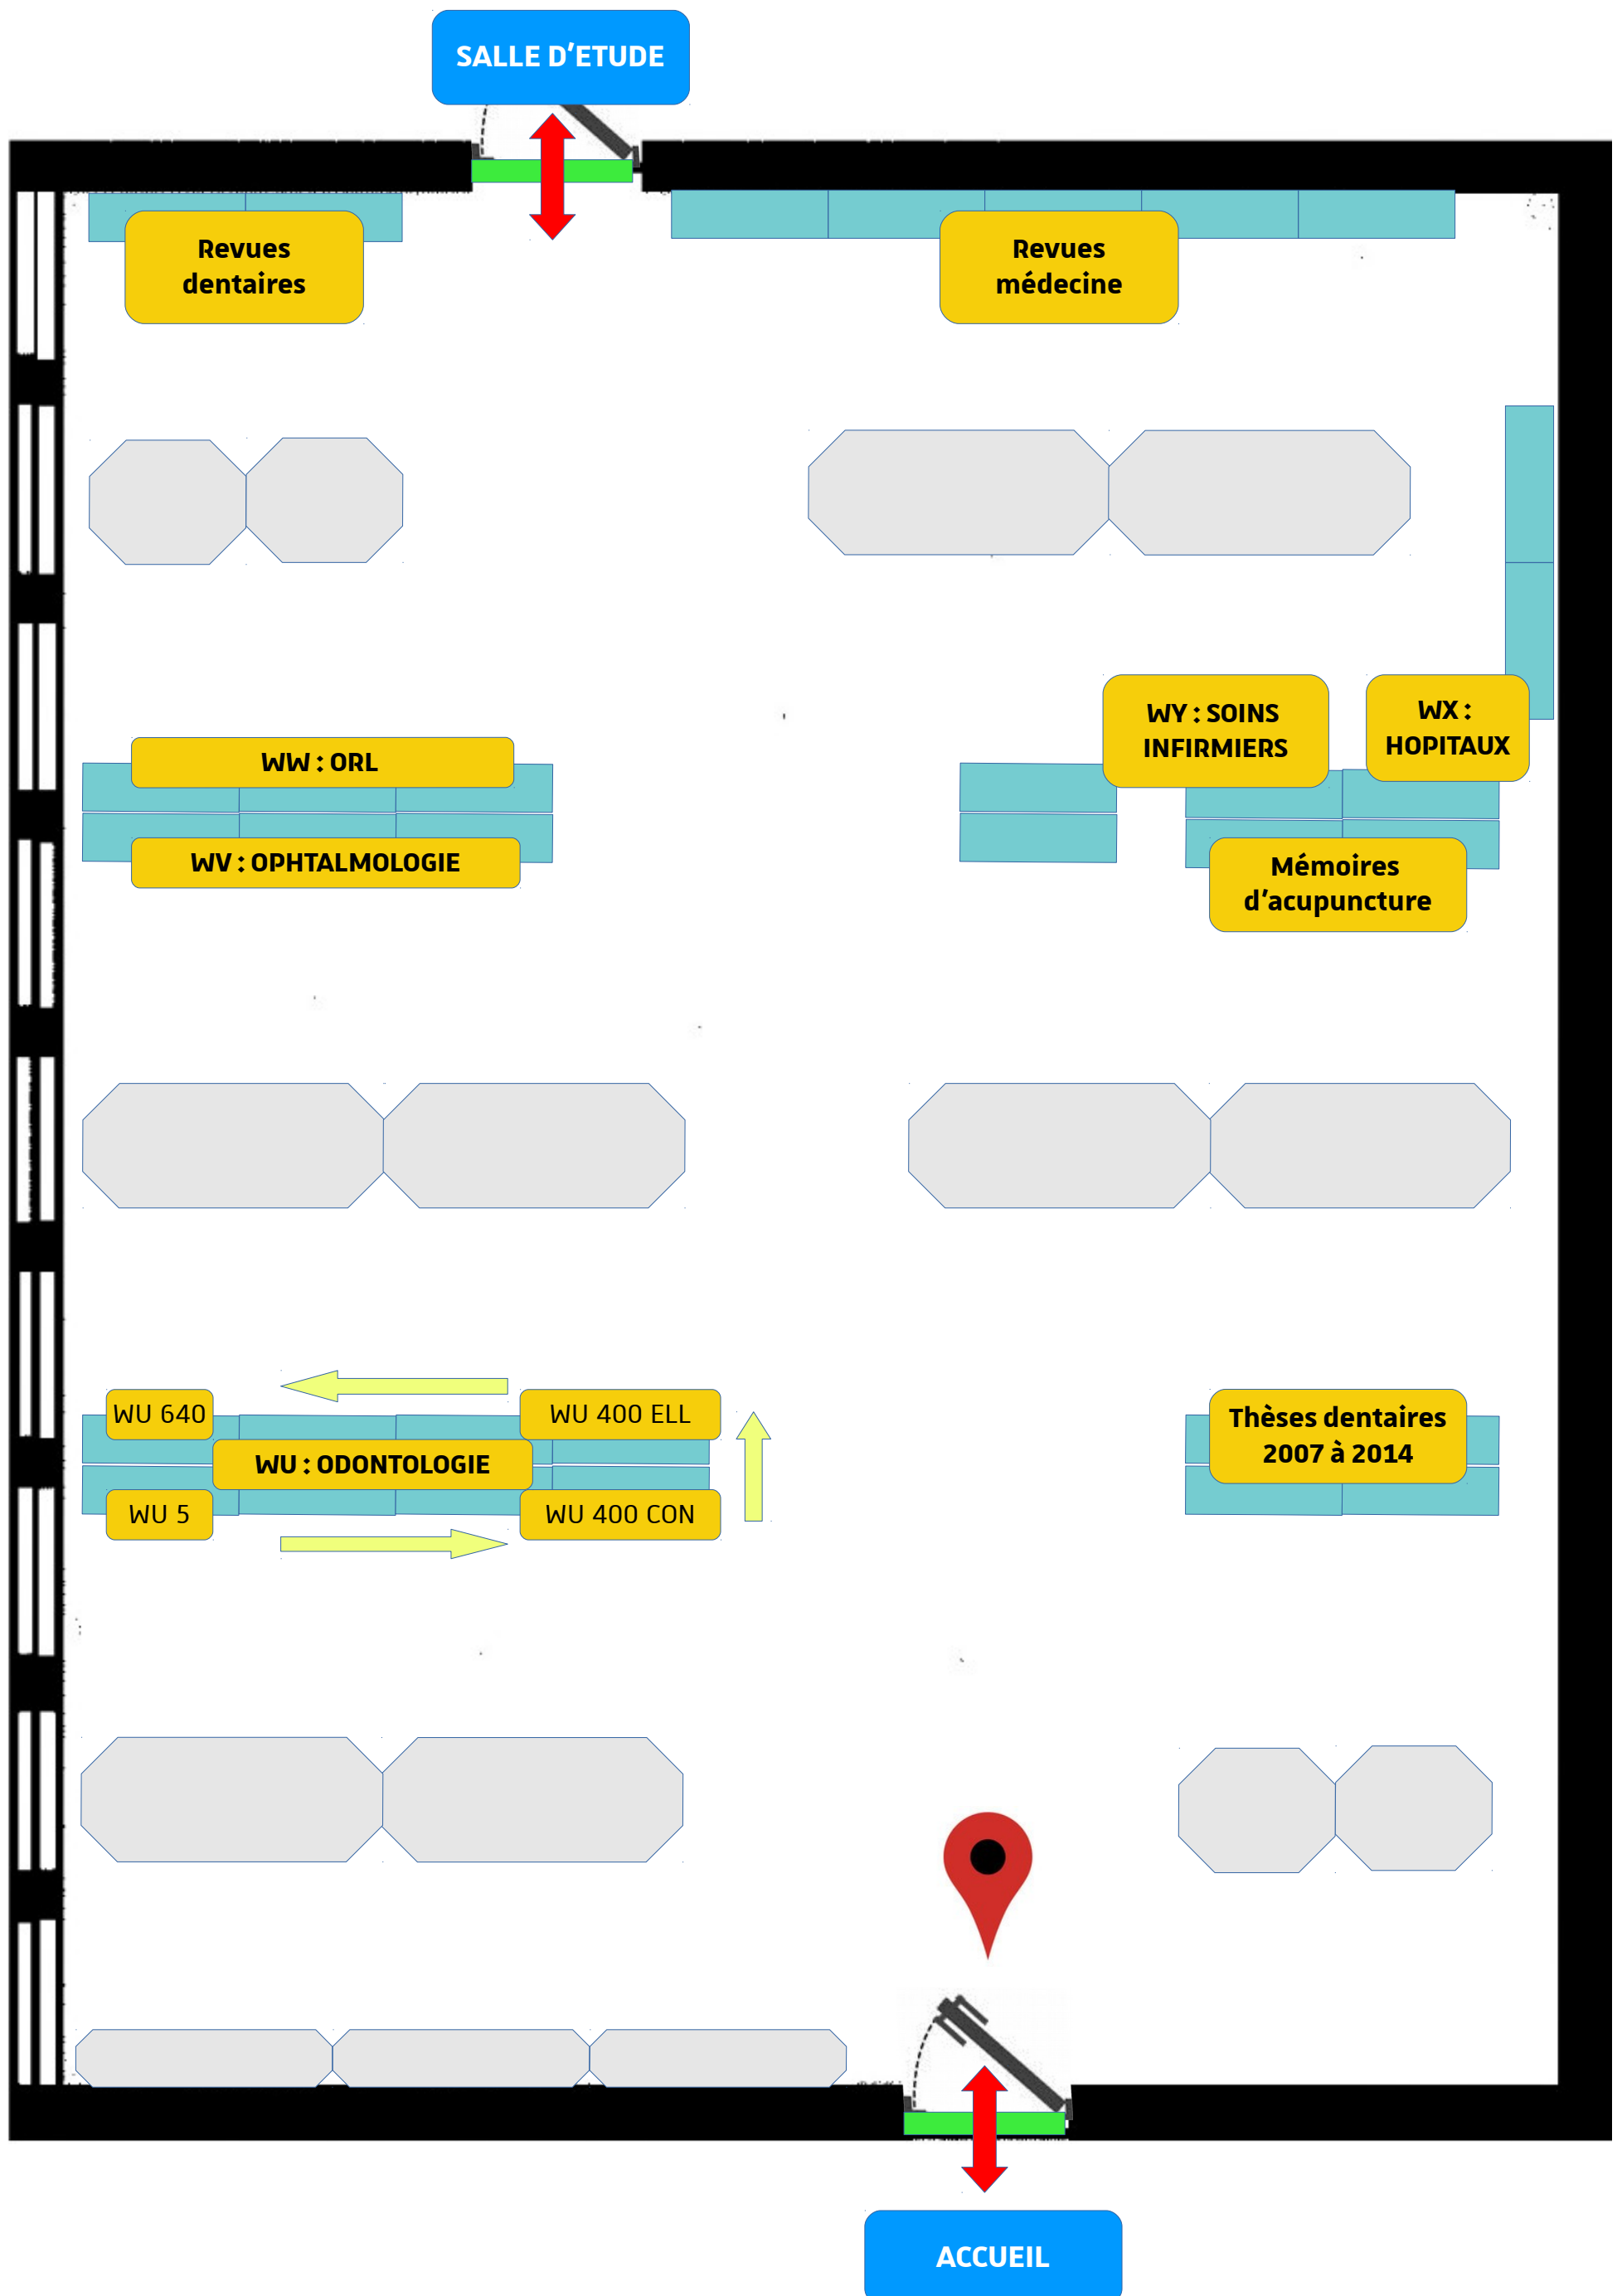 SALLE D'ETUDE
Revues
dentaires
Revues
médecine
WY : SOINS
INFIRMIERS
WX :
HOPITAUX
WW : ORL
WV : OPHTALMOLOGIE
Mémoires
d'acupuncture
WU 640
WU 400 ELL
WU : ODONTOLOGIE
WU 5
WU 400 CON
Thèses dentaires
2007 à 2014
ACCUEIL